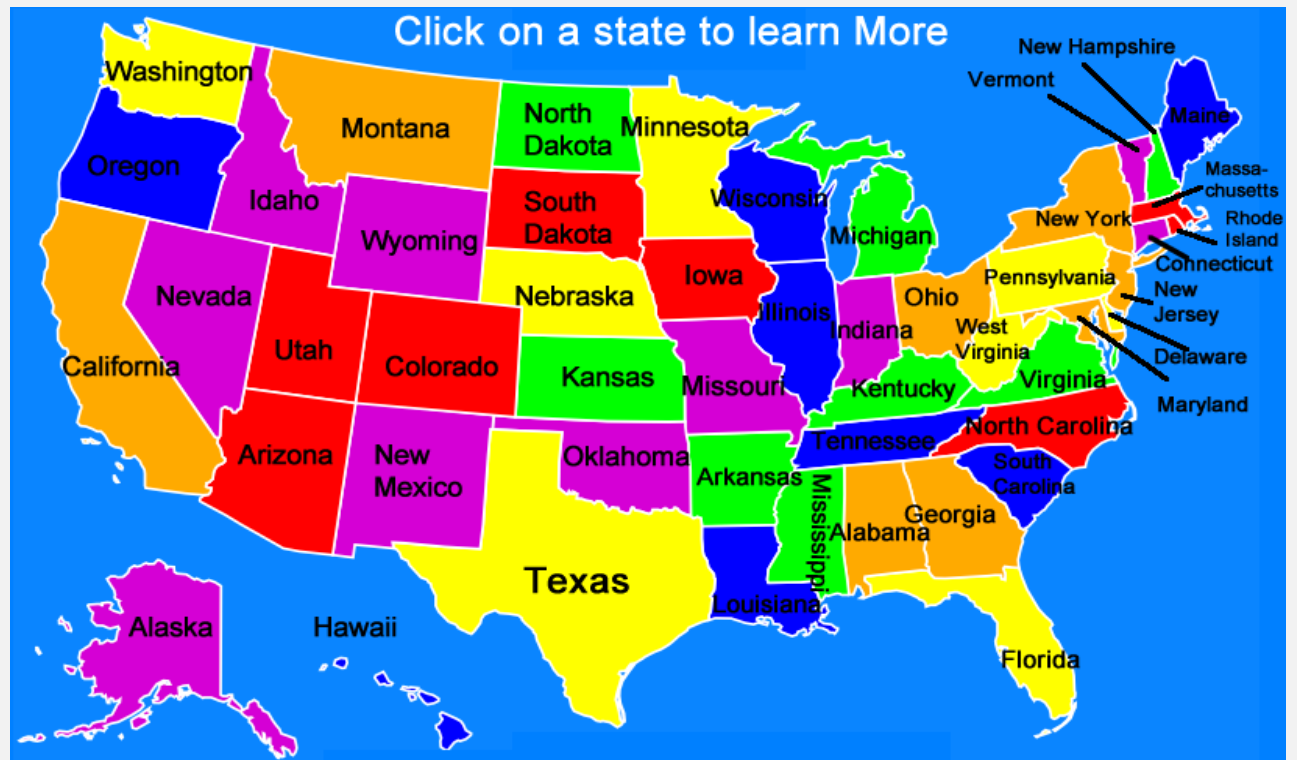 Click on a state to learn More
New Hampshire
Vermont
Washington
Montana
North
Dakota
Minnesota
Maine
Oregon
Idaho
Wyoming
South
Dakota
Wisconsin
Michigan
New York
Massa-
chusetts
Rhode
Island
Connecticut
Nevada
Utah
Colorado
Nebraska
Iowa
Illinois
Indiana
Ohio
Pennsylvania
New
Jersey
West
Virginia
Delaware
California
Kansas
Missouri
Kentucky
Virginia
Maryland
Arizona
New
Mexico
Oklahoma
Arkansas
Tennessee
North Carolina
South
Carolina
Mississippi
Alabama
Georgia
Texas
Louisiana
Alaska
Hawaii
Florida